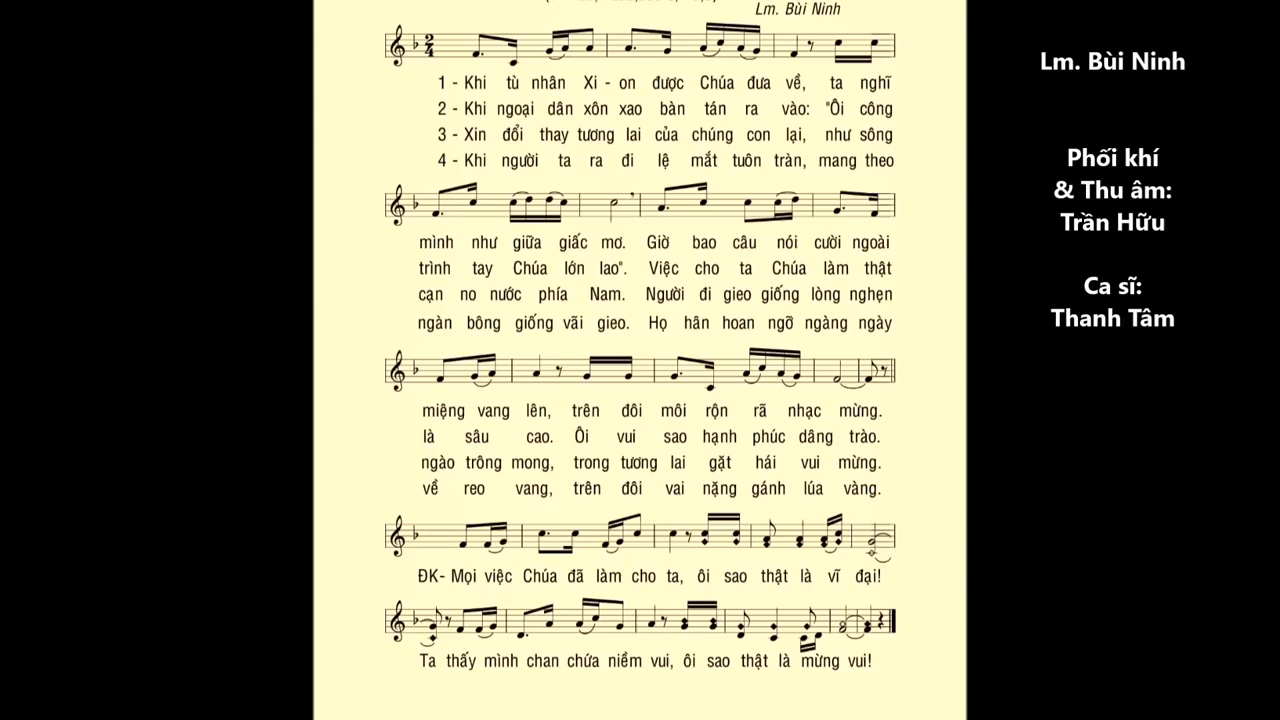 Lm. Bùi Ninh
1 - Khi tù nhân Xi - on được Chúa đưa về, ta nghĩ
2 - Khi ngoại dân xôn xao bàn tán ra vào: "Ôi công
3 - Xin đổi thay tương lai của chúng con lại, như sông
4 - Khi người ta ra đi lệ mắt tuôn tràn, mang theo
mình như giữa giấc mơ. Giờ bao câu nói cười ngoài
trình tay Chúa lớn lao". Việc cho ta Chúa làm thật
cạn no nước phía Nam. Người đi gieo giống lòng nghẹn
ngàn bông giống vãi gieo. Họ hân hoan ngỡ ngàng ngày
miệng vang lên, trên đôi môi rộn rã nhạc mừng.
là sâu cao. Ôi vui sao hạnh phúc dâng trào.
ngào trông mong, trong tương lai gặt hái vui mừng.
về reo vang, trên đôi vai nặng gánh lúa vàng.
ĐK- Mọi việc Chúa đã làm cho ta, ôi sao thật là vĩ đại!
Ta thấy mình chan chứa niềm vui, ôi sao thật là mừng vui!
Lm. Bùi Ninh
Phối khí
& Thu âm:
Trần Hữu
Ca sĩ:
Thanh Tâm